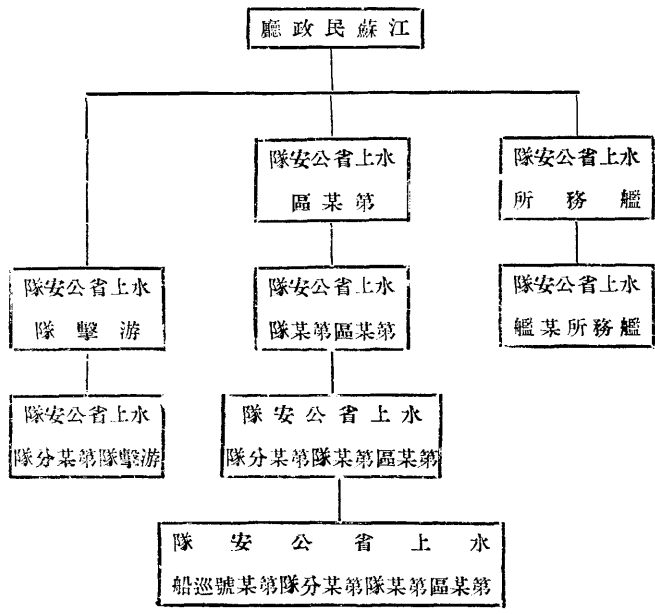 江蘇民政廳
水上省公安隊
艦務所
水上省公安隊
艦務所某艦
水上省公安隊
第某區
水上省公安隊
第某區第某隊
水上省公安隊
第某區第某隊第某分隊
水上省公安隊
第某區第某隊第某分隊第某號巡船
水上省公安隊
游擊隊
水上省公安隊
游擊隊第某分隊